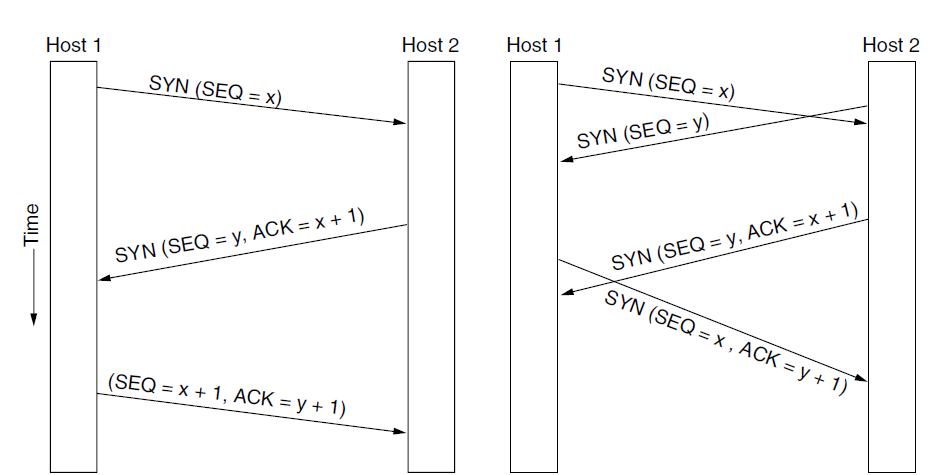 Host 1
Host 2
SYN (SEQ = x)
SYN (SEQ = y, ACK = x + 1)
(SEQ = x + 1, ACK = y + 1)
Time
Host 1
Host 2
SYN (SEQ = x)
SYN (SEQ = y)
SYN (SEQ = y, ACK = x + 1)
SYN (SEQ = x , ACK = y + 1)